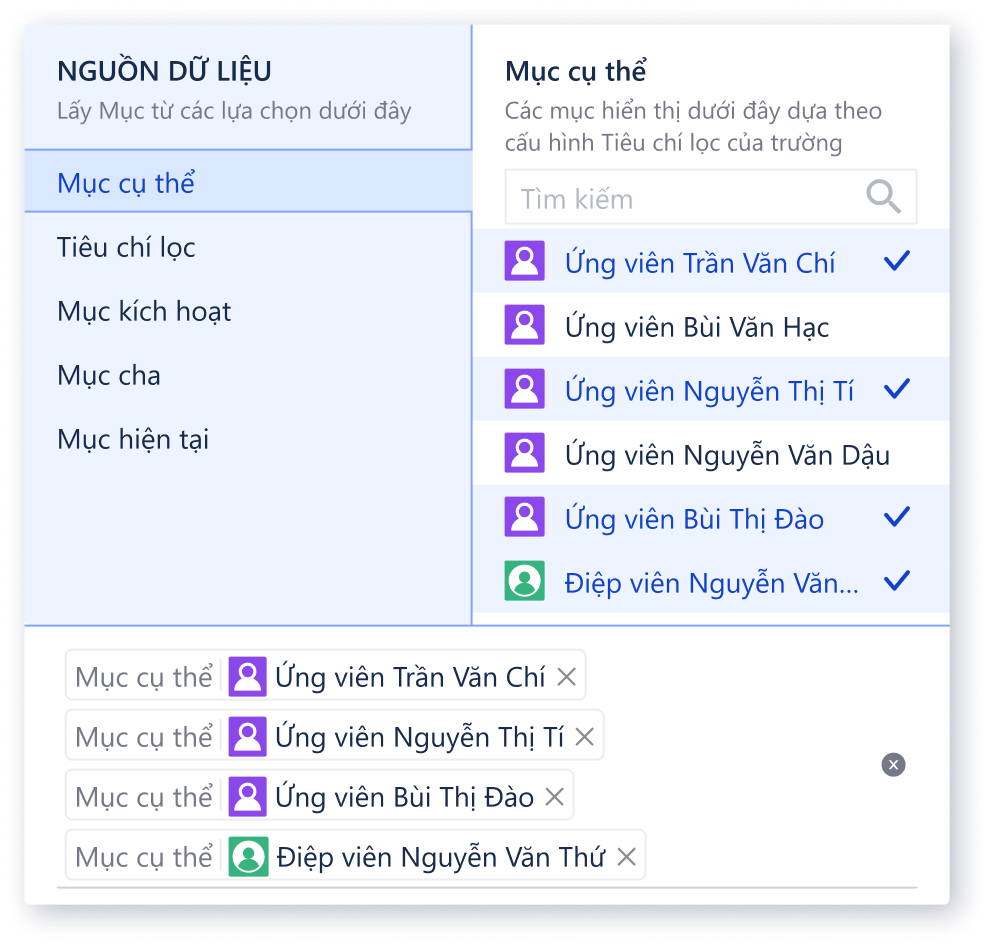 NGUỒN DỮ LIỆU
Lấy Mục từ các lựa chọn dưới đây
Mục cụ thể
Tiêu chí lọc
Mục kích hoạt
Mục cha
Mục hiện tại
Mục cụ thể
Các mục hiển thị dưới đây dựa theo
cấu hình Tiêu chí lọc của trường
Tìm kiếm
Ứng viên Trần Văn Chí
Ứng viên Bùi Văn Hạc
Ứng viên Nguyễn Thị Tí
Ứng viên Nguyễn Văn Dậu
Ứng viên Bùi Thị Đào
Điệp viên Nguyễn Văn...
Mục cụ thể Ứng viên Trần Văn Chí
Mục cụ thể Ứng viên Nguyễn Thị Tí
Mục cụ thể Ứng viên Bùi Thị Đào
Mục cụ thể Điệp viên Nguyễn Văn Thứ